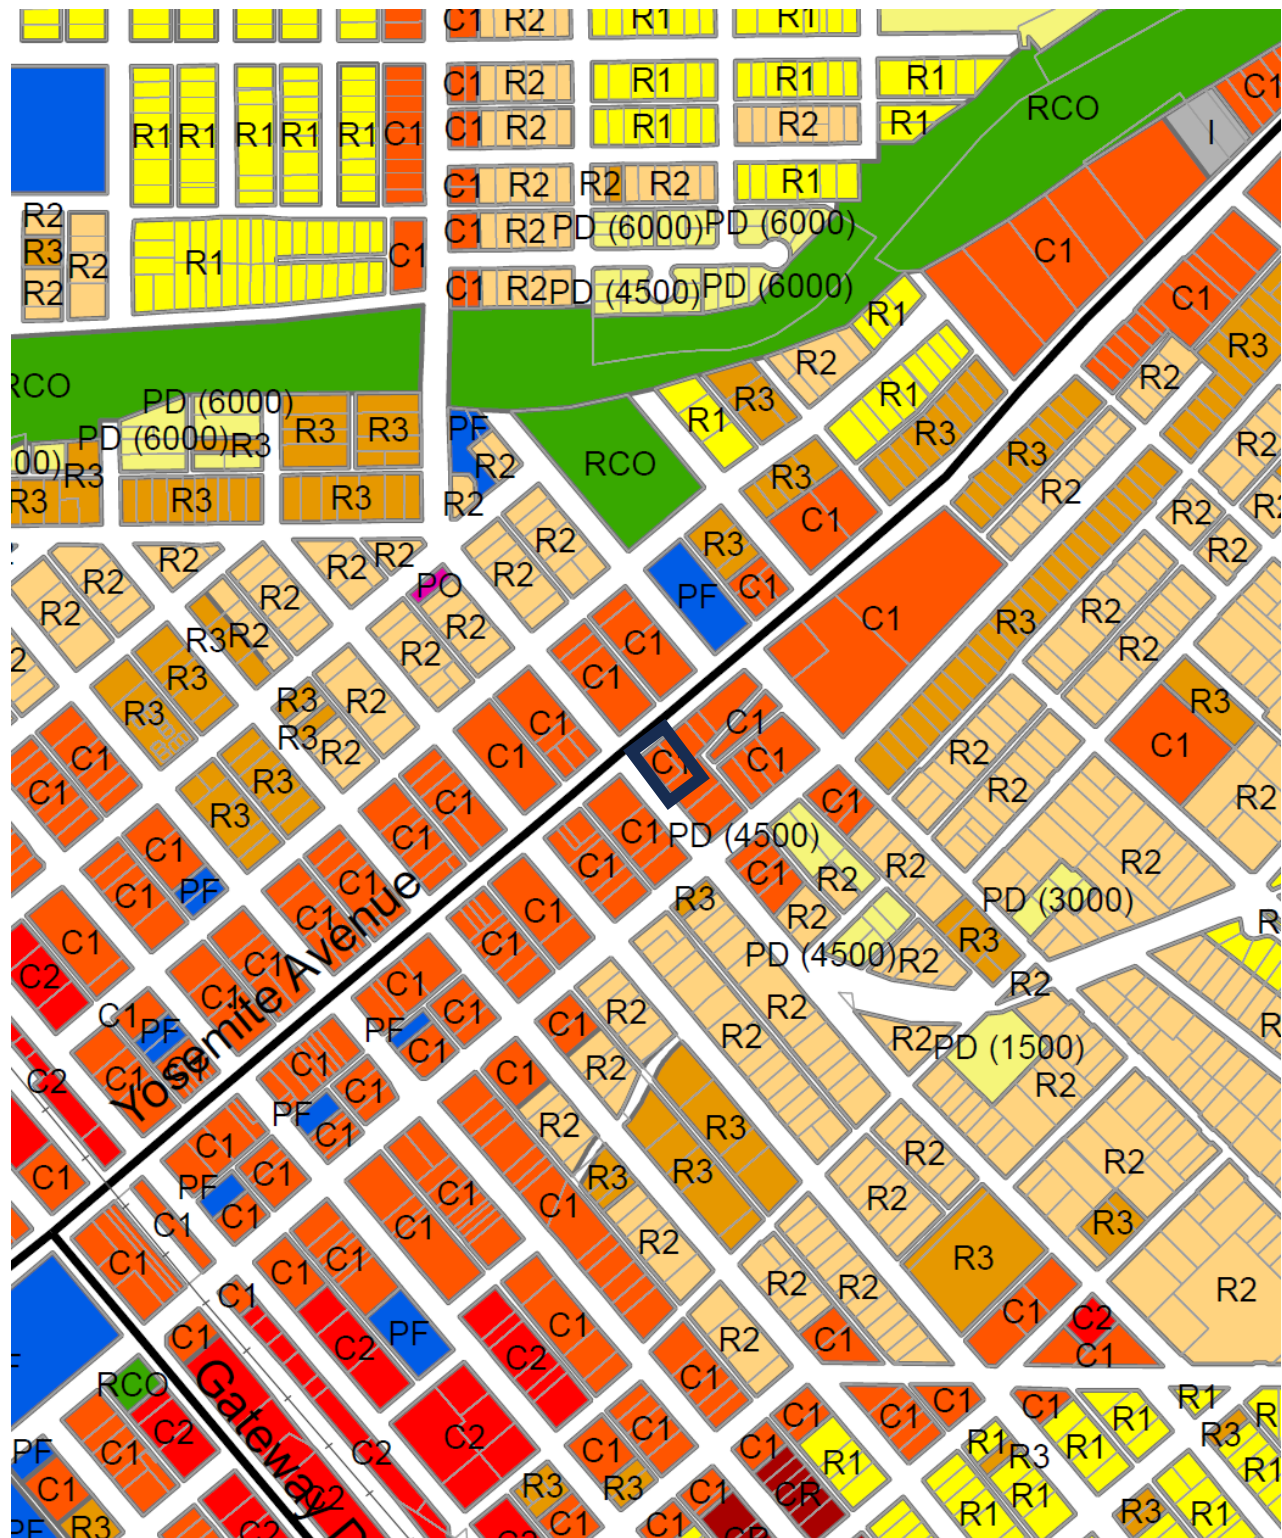 C1 R2 R1 R1
R1 R1 R1 R1 R1 C1 C1 R2 R1 R1 R1
C1 R2 R1 R2 R1
RCO I C1
C1 R2 R2 R2 R1
R2 R3 R2 R2
R1 C1
C1 R2 PD (6000) PD (6000)
C1 R2 PD (4500) PD (6000)
C1 C1 R3
R1 R2 R2
RCO
R1 R1 R3 R3
PD (6000)
PD (6000) R3 R3 R3
00) R3
R3 R3 R3
PF R2 R2
RCO
R3 C1 R3 R2 R2
R2 R2 R2
R2 R2 R2 R2 R2
R2 R2 R2
R3 PF C1
PO
R2 R2
R3 R2
C1
R3 R2 R2
C1 C1
R3 R3
R3 R2
R3 R2
C1 C1
C1 C1
C1 C1
C1
R2 R2
R3 C1
R2 R2 R2
C1 C1
R3 R3
C1 C1
C1 C1 PF
C1 C1
C1 C1
PD (4500)
C1 R2
R2 R2
R2
PD (3000)
R3
R3
PD (4500) R2
R2
C1 C1
C1 C2
C1 C1
Yosemite Avenue
C1 PF
C1
C1 C1
PF C1
C1 R2
R2 R2
R2 PD (1500)
R2
C2
C1 C1
PF C1
C1 R2
R3 R3
R2
R2
R3
C1 PF C1
C1
C1
C1 C1
C1 R3
R2
R3
C1
C1 C1
C1 C1
R2 R2
C1 C2
C1
R2
C1 C2
PF C2
C1
C1
R2
C1
RCO
C2
Gateway D
C2 C2
C1 C1
C1 C1
C1 R1 R1
PF C1
C1 R3
C2
R3 C1
R3 C1
C1 CR
CR
C1 R1
R1 R3 R1
R1 R1
R3 R1
R3 R1